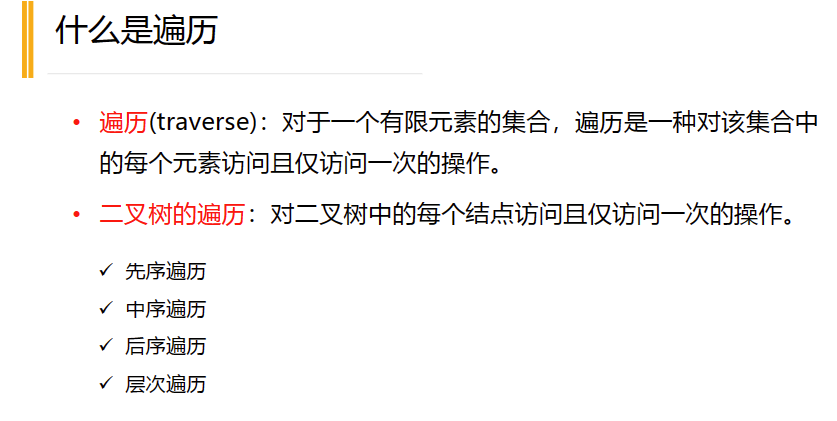 什么是遍历
• 遍历(traverse)：对于一个有限元素的集合，遍历是一种对该集合中
的每个元素访问且仅访问一次的操作。
• 二叉树的遍历：对二叉树中的每个结点访问且仅访问一次的操作。
✓ 先序遍历
✓ 中序遍历
✓ 后序遍历
✓ 层次遍历